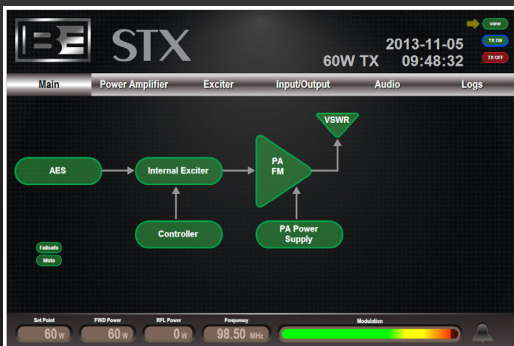 BE
STX
60W TX
2013-11-05
09:48:32
view
TX ON
TX OFF
Main
Power Amplifier
Exciter
Input/Output
Audio
Logs
VSWR
AES
Internal Exciter
PA
FM
Controller
PA Power
Supply
Failsafe
Mute
Set Point
FWD Power
RFL Power
Frequency
Modulation
60 W
60 W
0 W
98.50 MHz